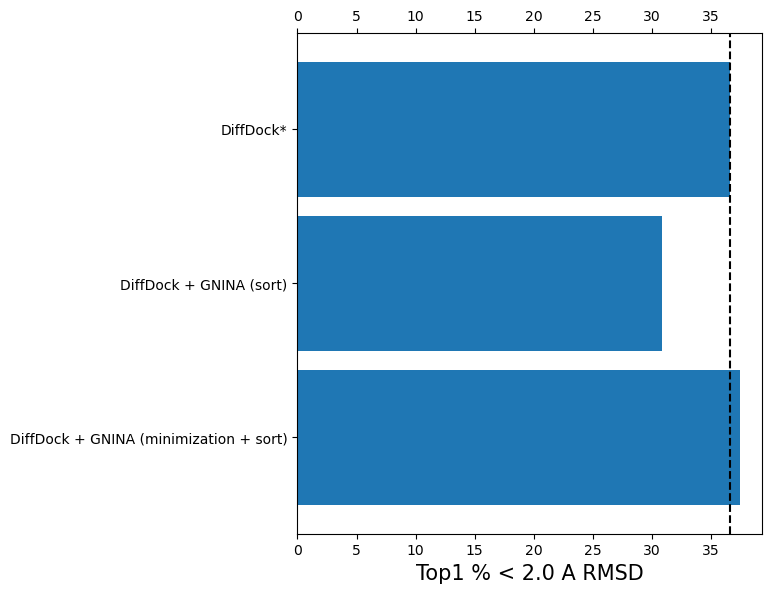 0 5 10 15 20 25 30 35
DiffDock*
DiffDock + GNINA (sort)
DiffDock + GNINA (minimization + sort)
0 5 10 15 20 25 30 35
Top1 % < 2.0 A RMSD